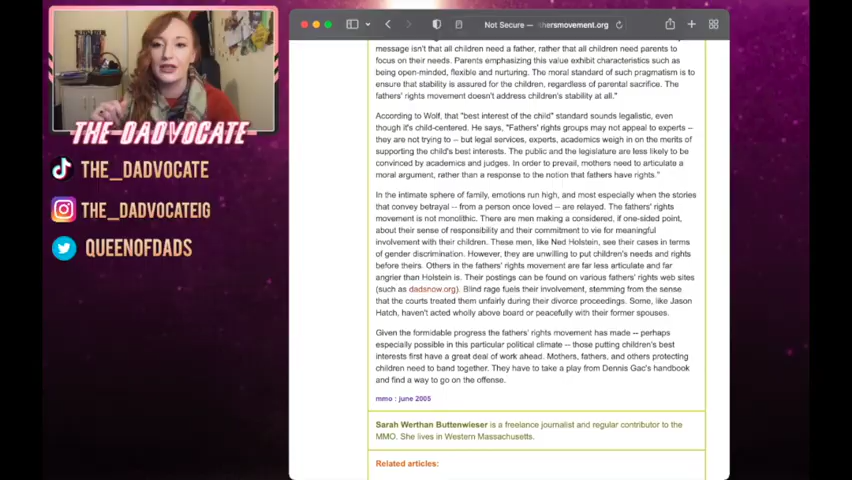 THE-DADVOCATE
THE__DADVOCATE
THE_DADVOCATEIG
QUEENOFDADS
Not Secure — hersmovement.org
message isn't that all children need a father, rather that all children need parents to
focus on their needs. Parents emphasizing this value exhibit characteristics such as
being open-minded, flexible and nurturing. The moral standard of such pragmatism is to
ensure that stability is assured for the children, regardless of parental sacrifice. The
fathers' rights movement doesn't address children's stability at all."
According to Wolf, that "best interest of the child" standard sounds legalistic, even
though it's child-centered. He says, "Fathers' rights groups may not appeal to experts --
they are not trying to -- but legal services, experts, academics weigh in on the merits of
supporting the child's best interests. The public and the legislature are less likely to be
convinced by academics and judges. In order to prevail, mothers need to articulate a
moral argument, rather than a response to the notion that fathers have rights."
In the intimate sphere of family, emotions run high, and most especially when the stories
that convey betrayal -- from a person once loved -- are relayed. The fathers' rights
movement is not monolithic. There are men making a considered, if one-sided point,
about their sense of responsibility and their commitment to vie for meaningful
involvement with their children. These men, like Ned Holstein, see their cases in terms
of gender discrimination. However, they are unwilling to put children's needs and rights
before theirs. Others in the fathers' rights movement are far less articulate and far
angrier than Holstein is. Their postings can be found on various fathers' rights web sites
(such as dadsnow.org). Blind rage fuels their involvement, stemming from the sense
that the courts treated them unfairly during their divorce proceedings. Some, like Jason
Hatch, haven't acted wholly above board or peacefully with their former spouses.
Given the formidable progress the fathers' rights movement has made -- perhaps
especially possible in this particular political climate -- those putting children's best
interests first have a great deal of work ahead. Mothers, fathers, and others protecting
children need to band together. They have to take a play from Dennis Gac's handbook
and find a way to go on the offense.
mmo : june 2005
Sarah Werthan Buttenwieser is a freelance journalist and regular contributor to the
MMO. She lives in Western Massachusetts.
Related articles: